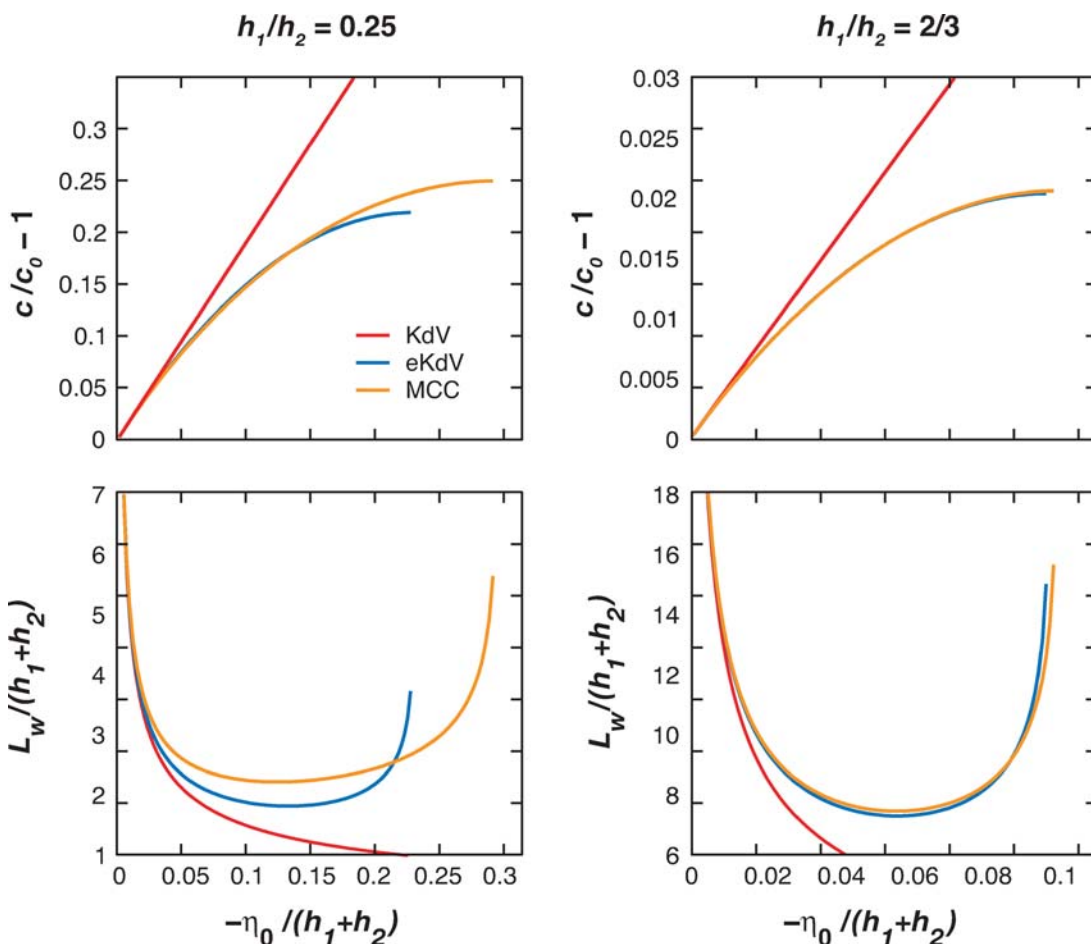 h₁/h₂ = 0.25
h₁/h₂ = 2/3
c/c₀ – 1
0.3
0.25
0.2
0.15
0.1
0.05
0
KdV
eKdV
MCC
c/c₀ – 1
0.03
0.025
0.02
0.015
0.01
0.005
0
L_w/(h₁+h₂)
7
6
5
4
3
2
1
0 0.05 0.15 0.2 0.25 0.3
–η₀/(h₁+h₂)
L_w/(h₁+h₂)
18
16
14
12
10
8
6
0 0.02 0.04 0.06 0.08 0.1
–η₀/(h₁+h₂)